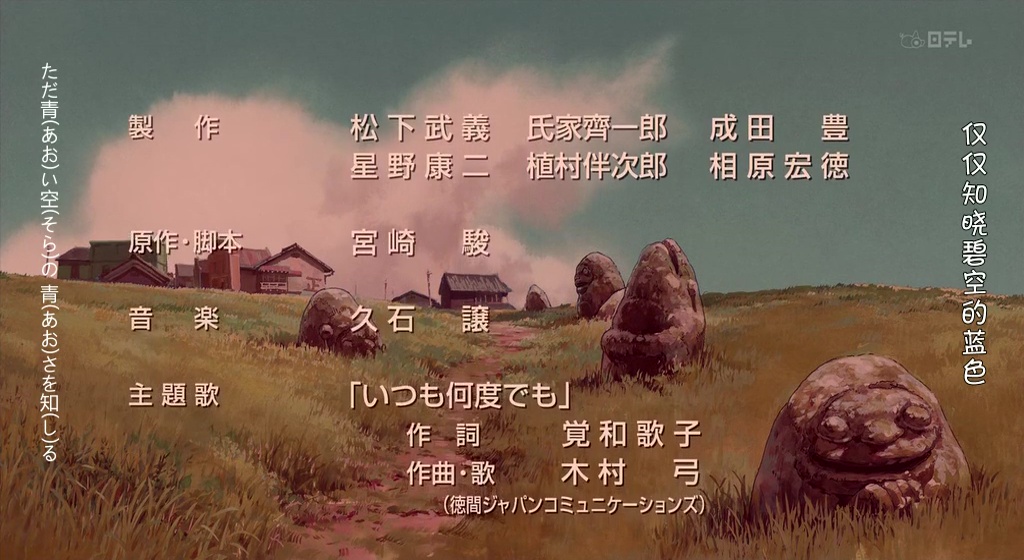 日テレ
製作 松下武義 氏家齊一郎 成田豊
星野康二 植村伴次郎 相原宏徳
原作・脚本 宮崎駿
音楽 久石譲
主題歌 「いつも何度でも」
作詞 覚和歌子
作曲・歌 木村弓
(徳間ジャパンコミュニケーションズ)
仅仅知晓碧空的蓝色
ただ青(あお)い空(そら)の 青(あお)さを知(し)る